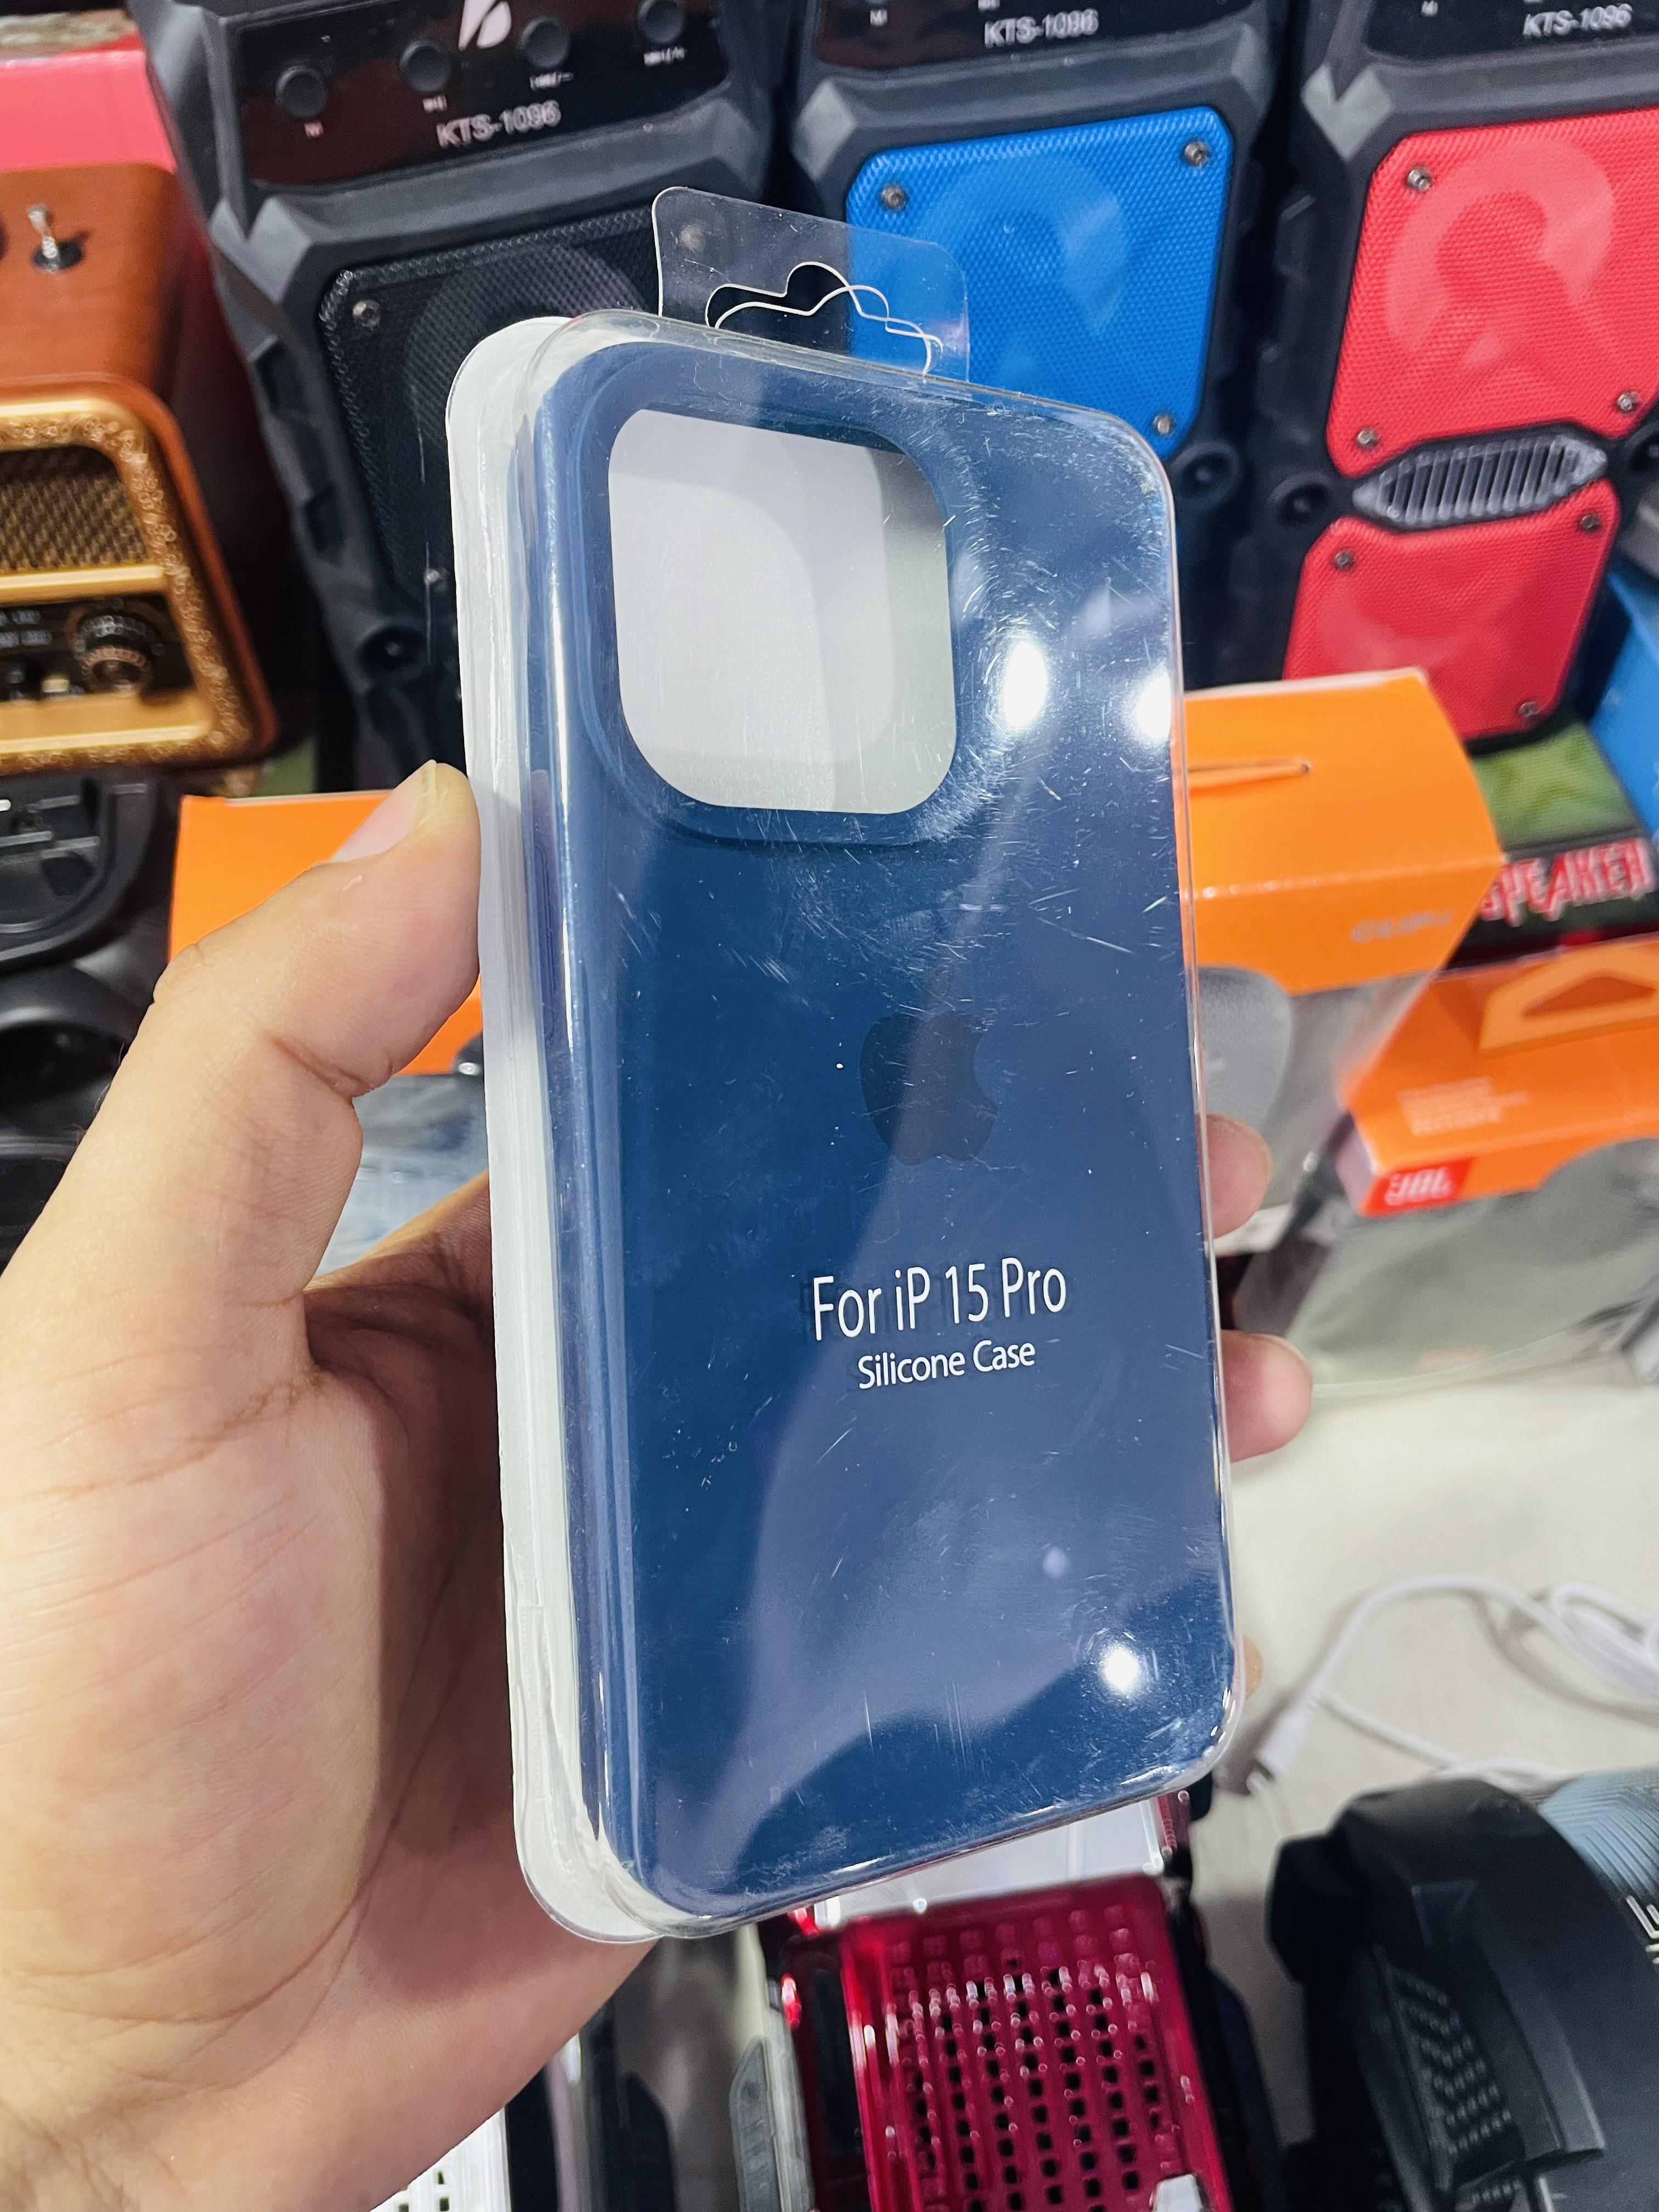 KTS-1096
KTS-1096
KTS-1096
SPEAKER
JBL
For iP 15 Pro
Silicone Case